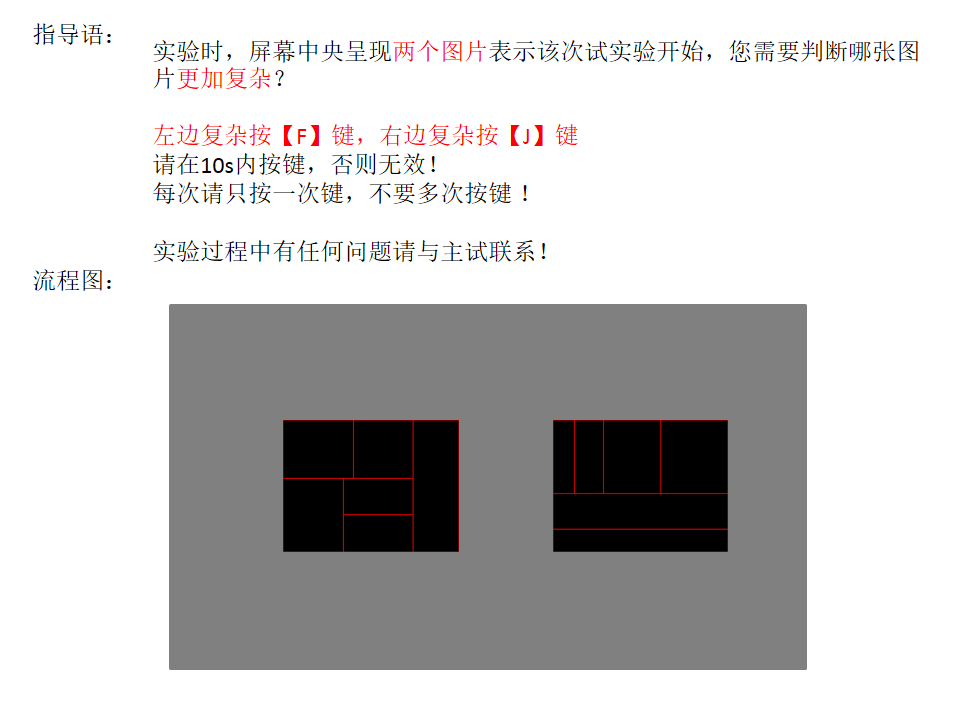 指导语：
实验时，屏幕中央呈现两个图片表示该次试实验开始，您需要判断哪张图
片更加复杂？
左边复杂按【F】键，右边复杂按【J】键
请在10s内按键，否则无效！
每次请只按一次键，不要多次按键 ！
实验过程中有任何问题请与主试联系！
流程图：